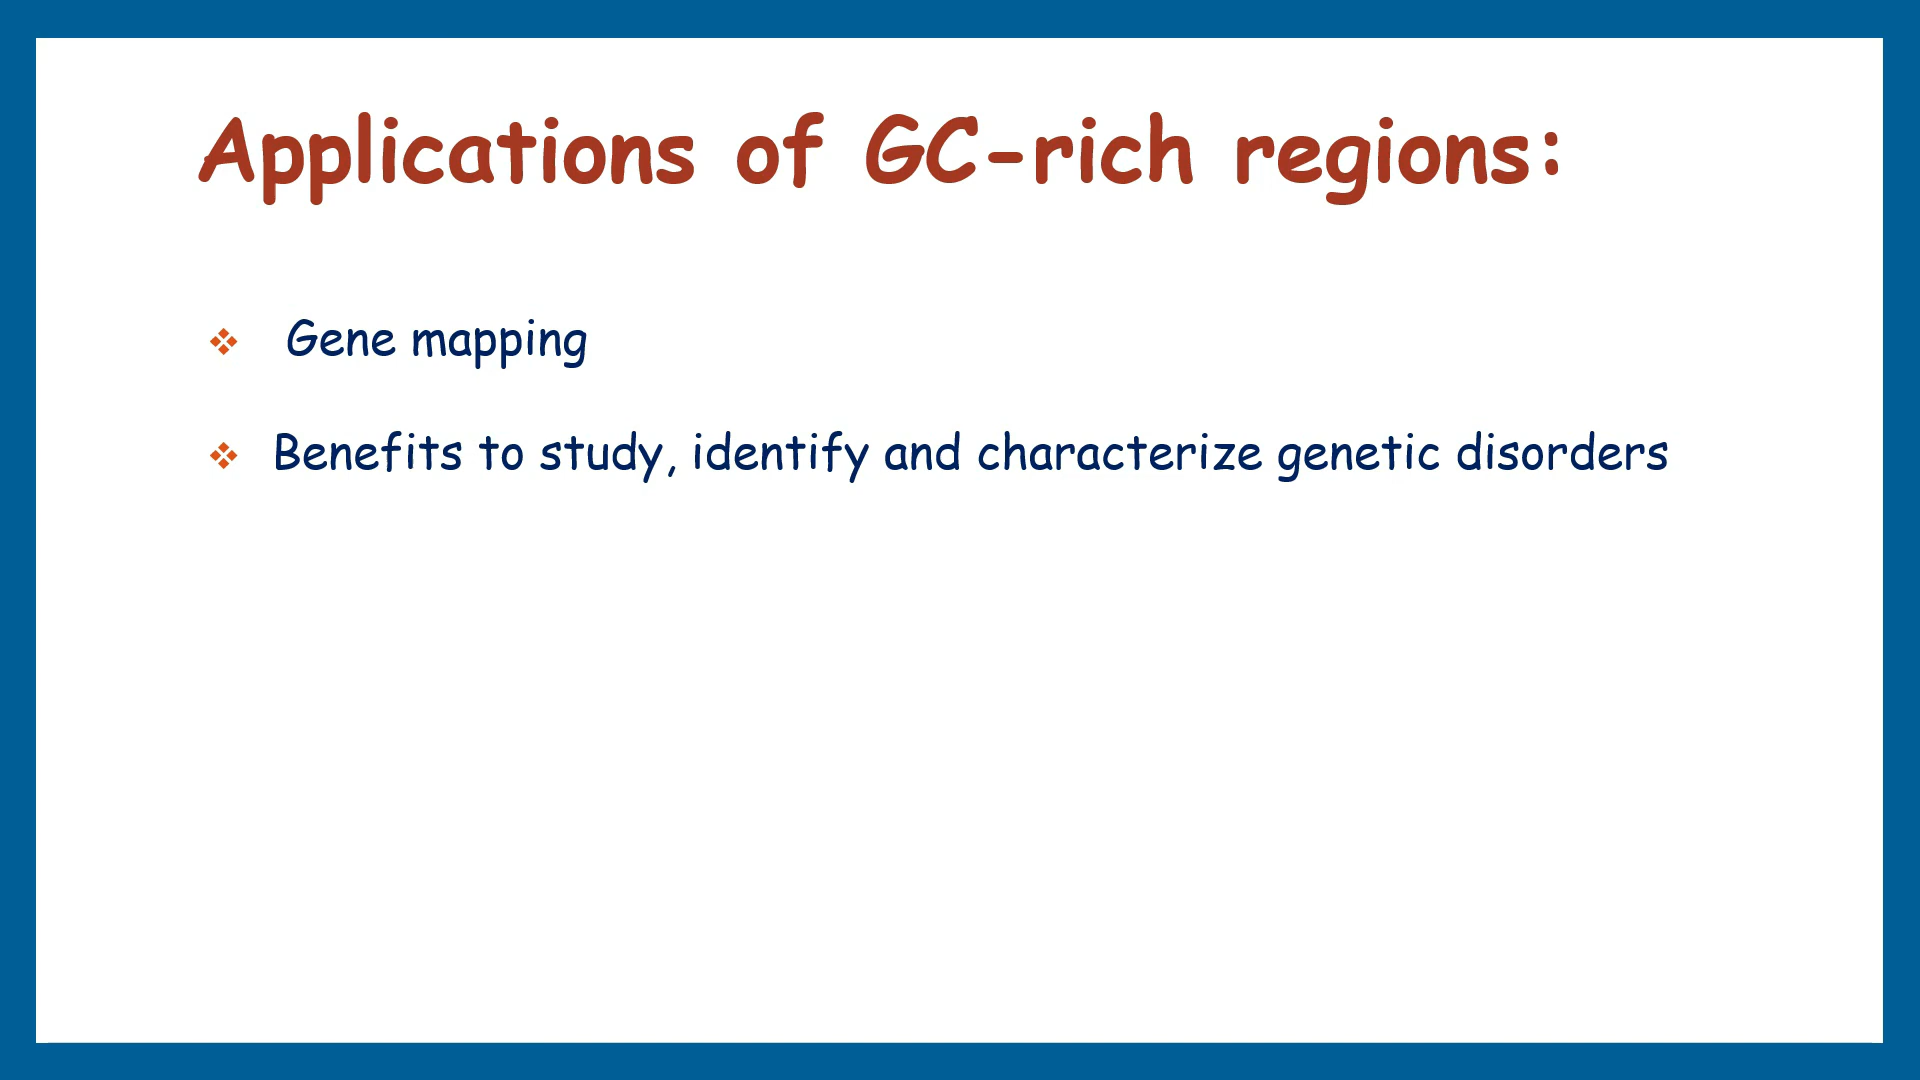 Applications of GC-rich regions:
❖ Gene mapping
❖ Benefits to study, identify and characterize genetic disorders